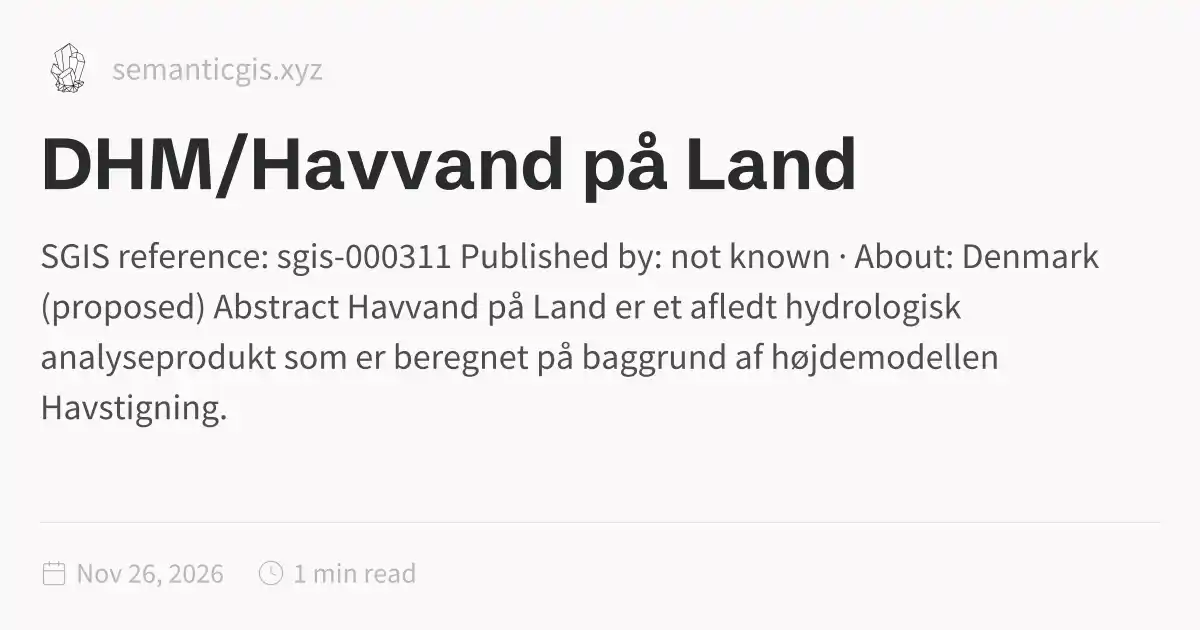 semanticgis.xyz
DHM/Havvand på Land
SGIS reference: sgis-000311 Published by: not known · About: Denmark
(proposed) Abstract Havvand på Land er et afledt hydrologisk
analyseprodukt som er beregnet på baggrund af højdemodellen
Havstigning.
Nov 26, 2026 1 min read